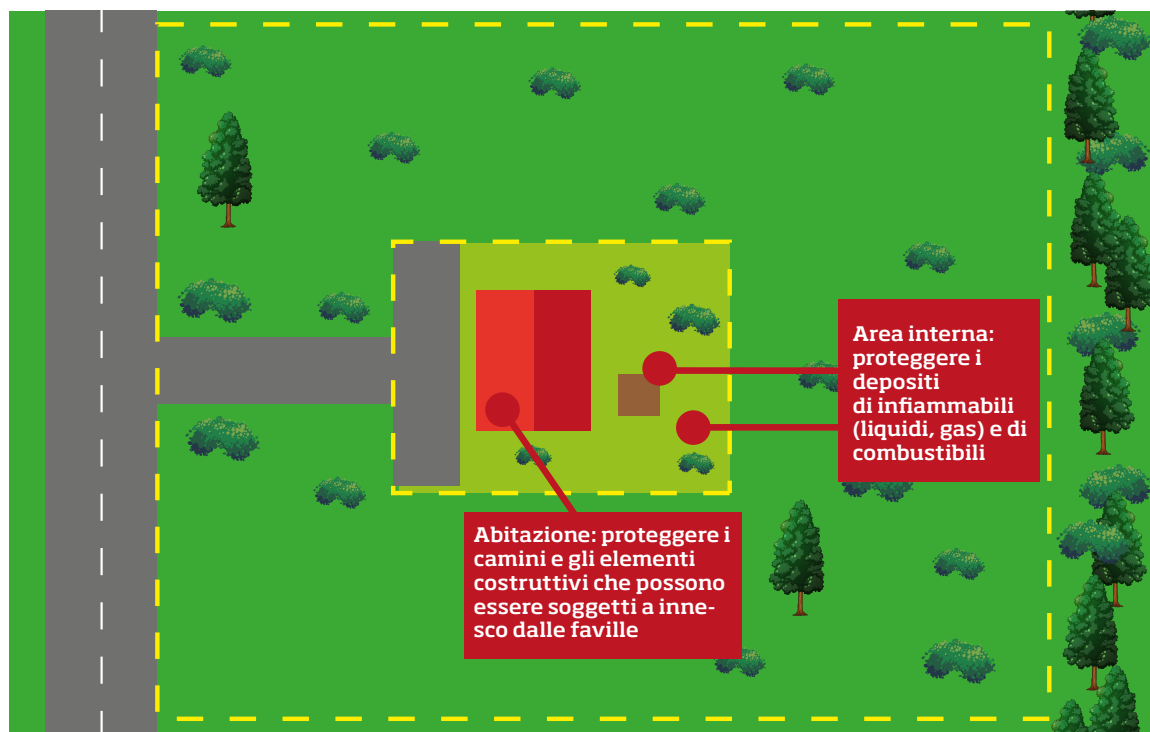 Area interna:
proteggere i
depositi
di infiammabili
(liquidi, gas) e di
combustibili
Abitazione: proteggere i
camini e gli elementi
costruttivi che possono
essere soggetti a inne-
sco dalle faville